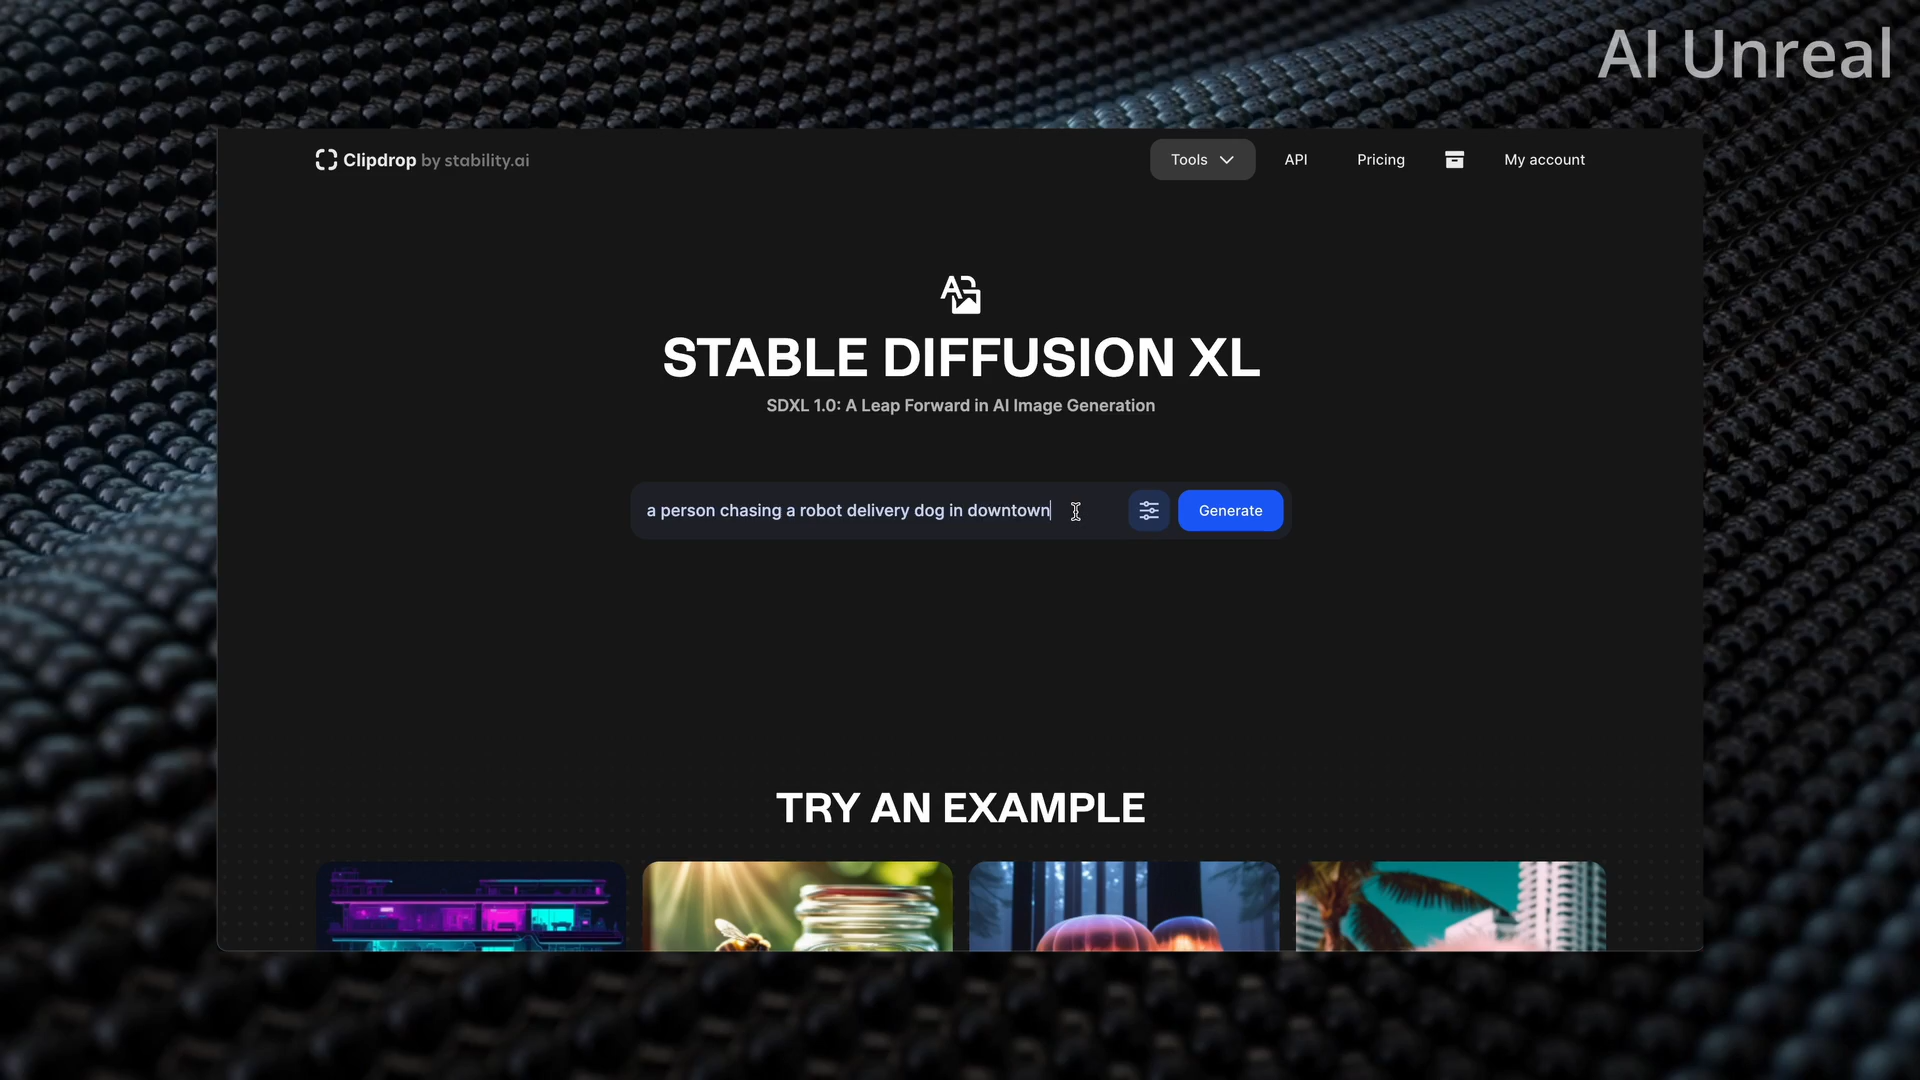 AI Unreal
Clipdrop by stability.ai
Tools
API
Pricing
My account
STABLE DIFFUSION XL
SDXL 1.0: A Leap Forward in AI Image Generation
a person chasing a robot delivery dog in downtown
Generate
TRY AN EXAMPLE